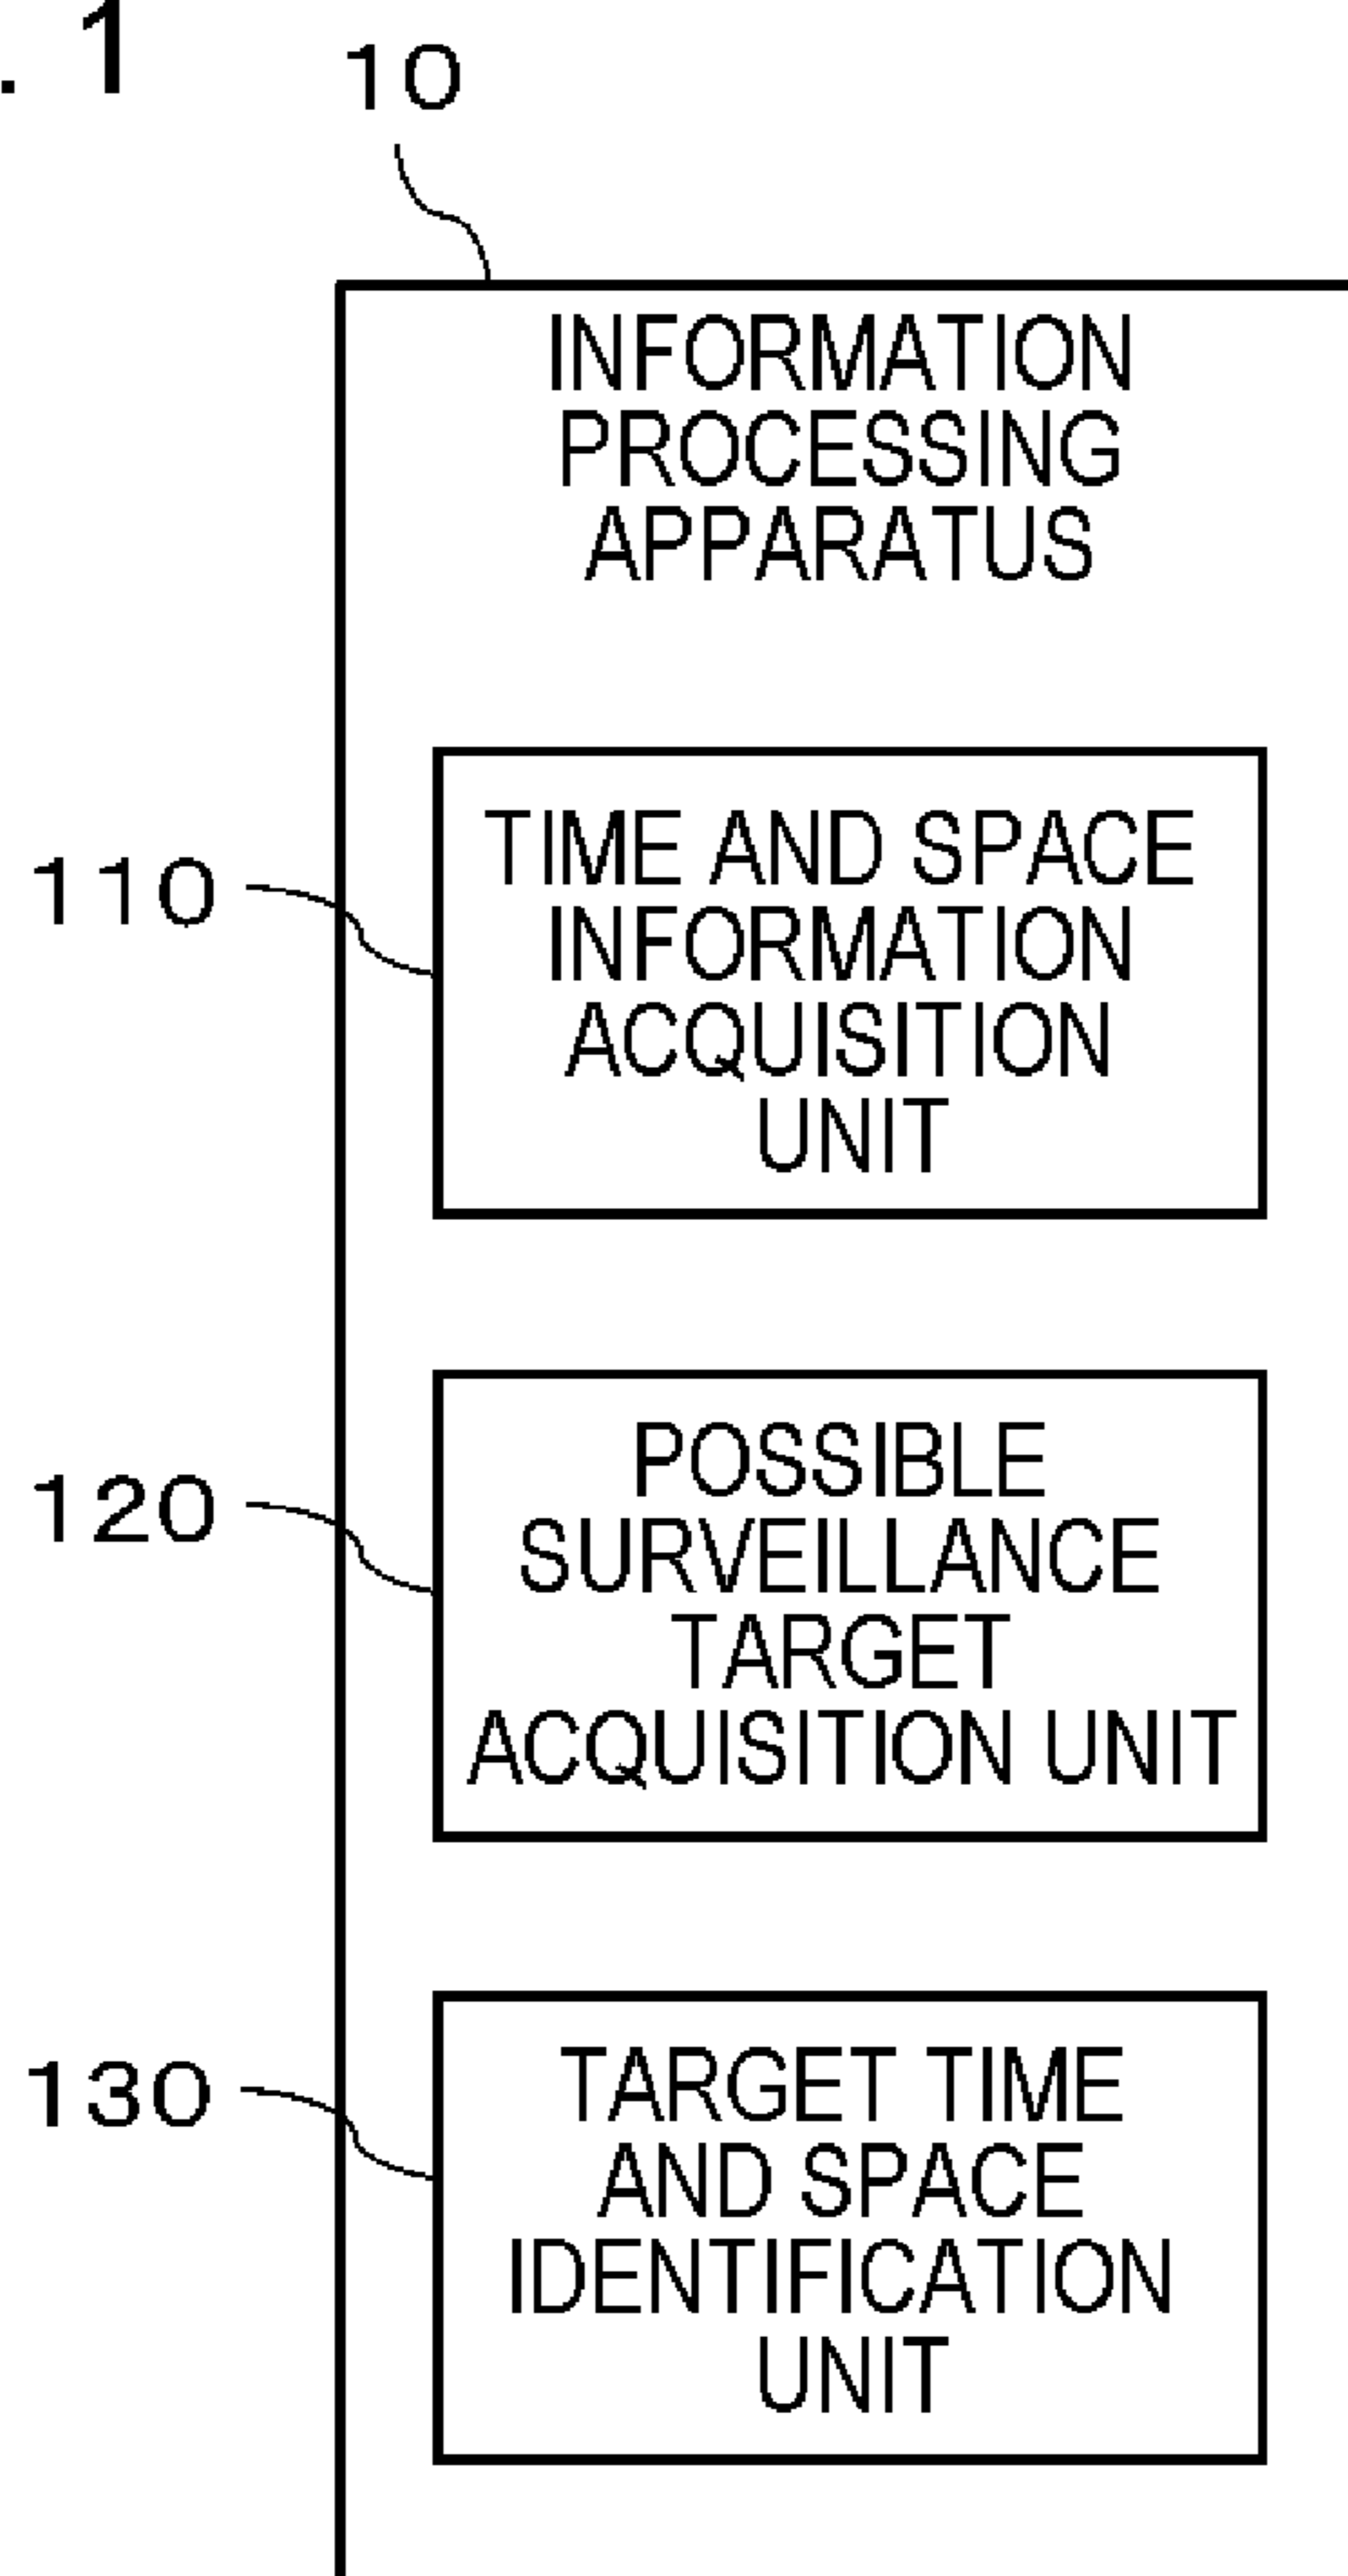 . 1
10
INFORMATION
PROCESSING
APPARATUS
110
TIME AND SPACE
INFORMATION
ACQUISITION
UNIT
120
POSSIBLE
SURVEILLANCE
TARGET
ACQUISITION UNIT
130
TARGET TIME
AND SPACE
IDENTIFICATION
UNIT